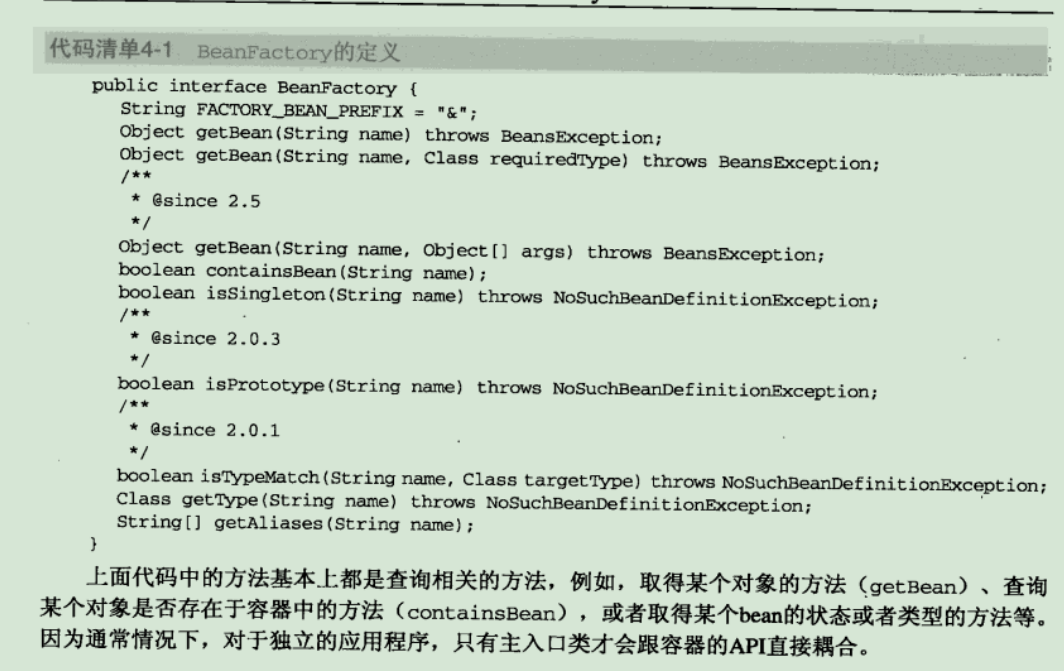 代码清单4-1 BeanFactory的定义
public interface BeanFactory {
String FACTORY_BEAN_PREFIX = "&";
Object getBean(String name) throws BeansException;
Object getBean(String name, Class requiredType) throws BeansException;
/**
* @since 2.5
*/
Object getBean(String name, Object[] args) throws BeansException;
boolean containsBean(String name);
boolean isSingleton(String name) throws NoSuchBeanDefinitionException;
/**
* @since 2.0.3
*/
boolean isPrototype(String name) throws NoSuchBeanDefinitionException;
/**
* @since 2.0.1
*/
boolean isTypeMatch(String name, Class targetType) throws NoSuchBeanDefinitionException;
Class getType(String name) throws NoSuchBeanDefinitionException;
String[] getAliases(String name);
}
上面代码中的方法基本上都是查询相关的方法，例如，取得某个对象的方法（getBean）、查询
某个对象是否存在于容器中的方法（containsBean），或者取得某个bean的状态或者类型的方法等。
因为通常情况下，对于独立的应用程序，只有主入口类才会跟容器的API直接耦合。